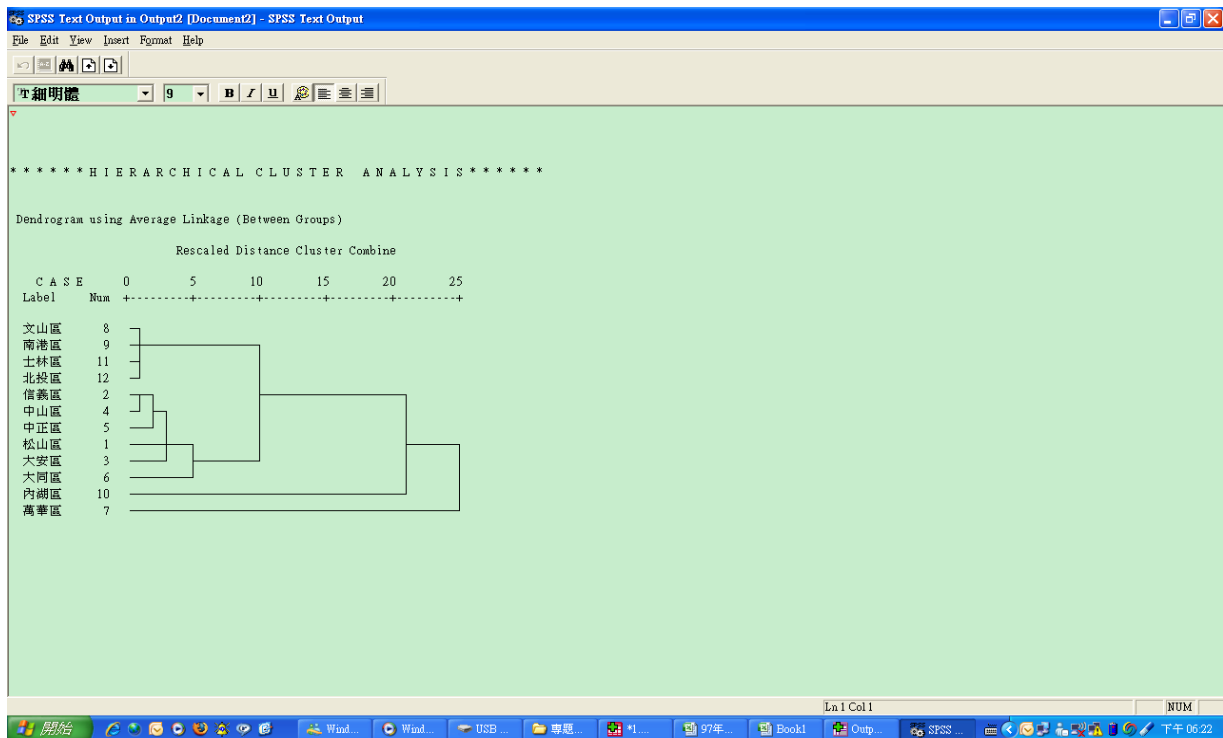 SPSS Text Output in Output2 [Document2] - SPSS Text Output
File Edit View Insert Format Help
細明體 9 B I U
* * * * * * H I E R A R C H I C A L  C L U S T E R   A N A L Y S I S * * * * * *
Dendrogram using Average Linkage (Between Groups)
Rescaled Distance Cluster Combine
C A S E 0 5 10 15 20 25
Label Num +---------+---------+---------+---------+---------+
文山區 8
南港區 9
士林區 11
北投區 12
信義區 2
中山區 4
中正區 5
松山區 1
大安區 3
大同區 6
內湖區 10
萬華區 7
Ln 1 Col 1 NUM
開始 Wind... Wind... USB ... 專題... *1.... 97年... Book1 Outp... SPSS ... 下午 06:22